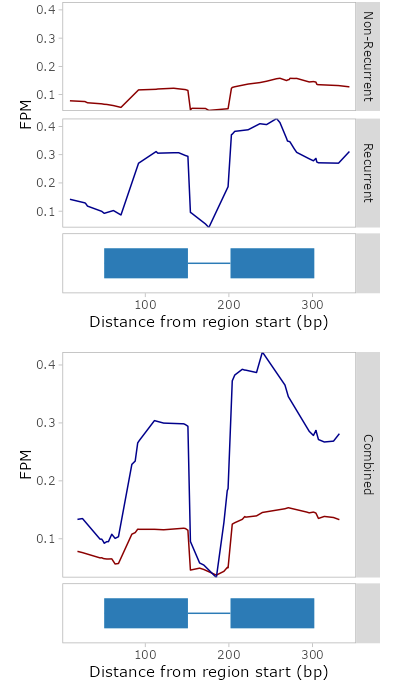 0.4
0.3
0.2
0.1
Non-Recurrent
FPM
0.4
0.3
0.2
0.1
Recurrent
100 200 300
Distance from region start (bp)
0.4
0.3
0.2
0.1
FPM
Combined
100 200 300
Distance from region start (bp)